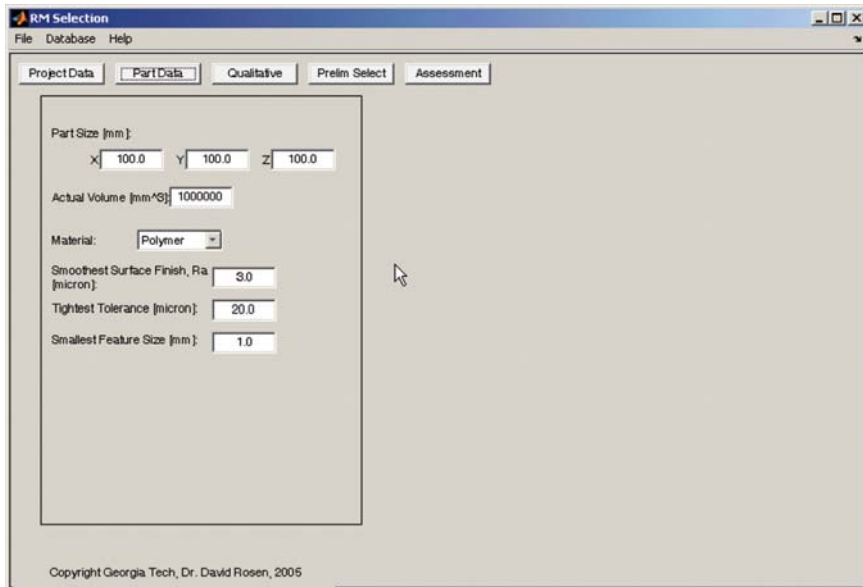 RM Selection
File Database Help
Project Data Part Data Qualitative Prelim Select Assessment
Part Size [mm]:
X 100.0 Y 100.0 Z 100.0
Actual Volume [mm^3]: 1000000
Material: Polymer
Smoothest Surface Finish, Ra
[micron]: 3.0
Tightest Tolerance [micron]: 20.0
Smallest Feature Size [mm]: 1.0
Copyright Georgia Tech, Dr. David Rosen, 2005